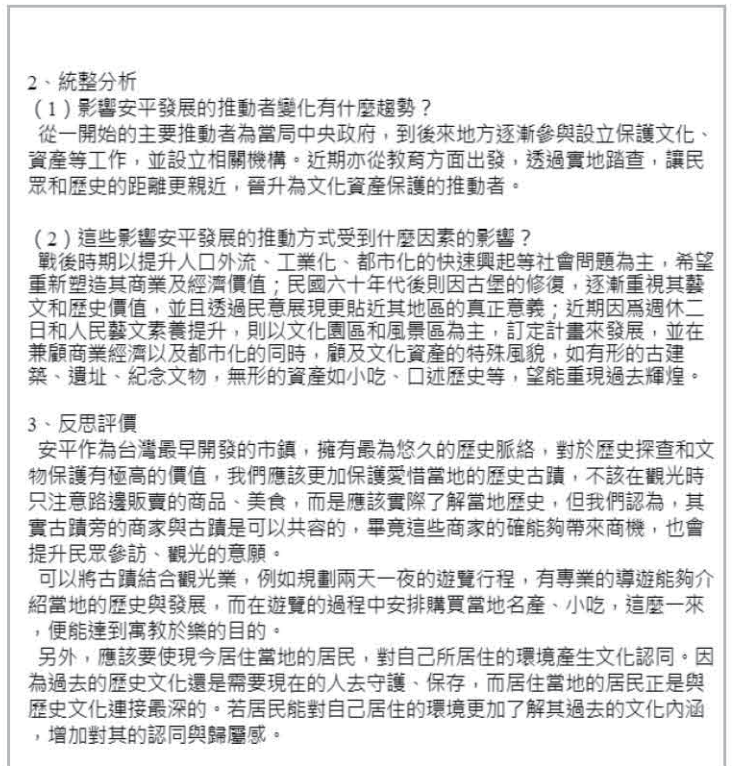 2、統整分析
（1）影響安平發展的推動者變化有什麼趨勢？
從一開始的主要推動者為當局中央政府，到後來地方逐漸參與設立保護文化、
資產等工作，並設立相關機構。近期亦從教育方面出發，透過實地踏查，讓民
眾和歷史的距離更親近，晉升為文化資產保護的推動者。
（2）這些影響安平發展的推動方式受到什麼因素的影響？
戰後時期以提升人口外流、工業化、都市化的快速興起等社會問題為主，希望
重新塑造其商業及經濟價值；民國六十年代後則因古堡的修復，逐漸重視其藝
文和歷史價值，並且透過民意展現更貼近其地區的真正意義；近期因爲週休二
日和人民藝文素養提升，則以文化園區和風景區為主，訂定計畫來發展，並在
兼顧商業經濟以及都市化的同時，顧及文化資產的特殊風貌，如有形的古建
築、遺址、紀念文物，無形的資產如小吃、口述歷史等，望能重現過去輝煌。
3、反思評價
安平作為台灣最早開發的市鎮，擁有最為悠久的歷史脈絡，對於歷史探查和文
物保護有極高的價值，我們應該更加保護愛惜當地的歷史古蹟，不該在觀光時
只注意路邊販賣的商品、美食，而是應該實際了解當地歷史，但我們認為，其
實古蹟旁的商家與古蹟是可以共容的，畢竟這些商家的確能夠帶來商機，也會
提升民眾參訪、觀光的意願。
可以將古蹟結合觀光業，例如規劃兩天一夜的遊覽行程，有專業的導遊能夠介
紹當地的歷史與發展，而在遊覽的過程中安排購買當地名產、小吃，這麼一來
，便能達到寓教於樂的目的。
另外，應該要使現今居住當地的居民，對自己所居住的環境產生文化認同。因
為過去的歷史文化還是需要現在的人去守護、保存，而居住當地的居民正是與
歷史文化連接最深的。若居民能對自己居住的環境更加了解其過去的文化內涵
，增加對其的認同與歸屬感。